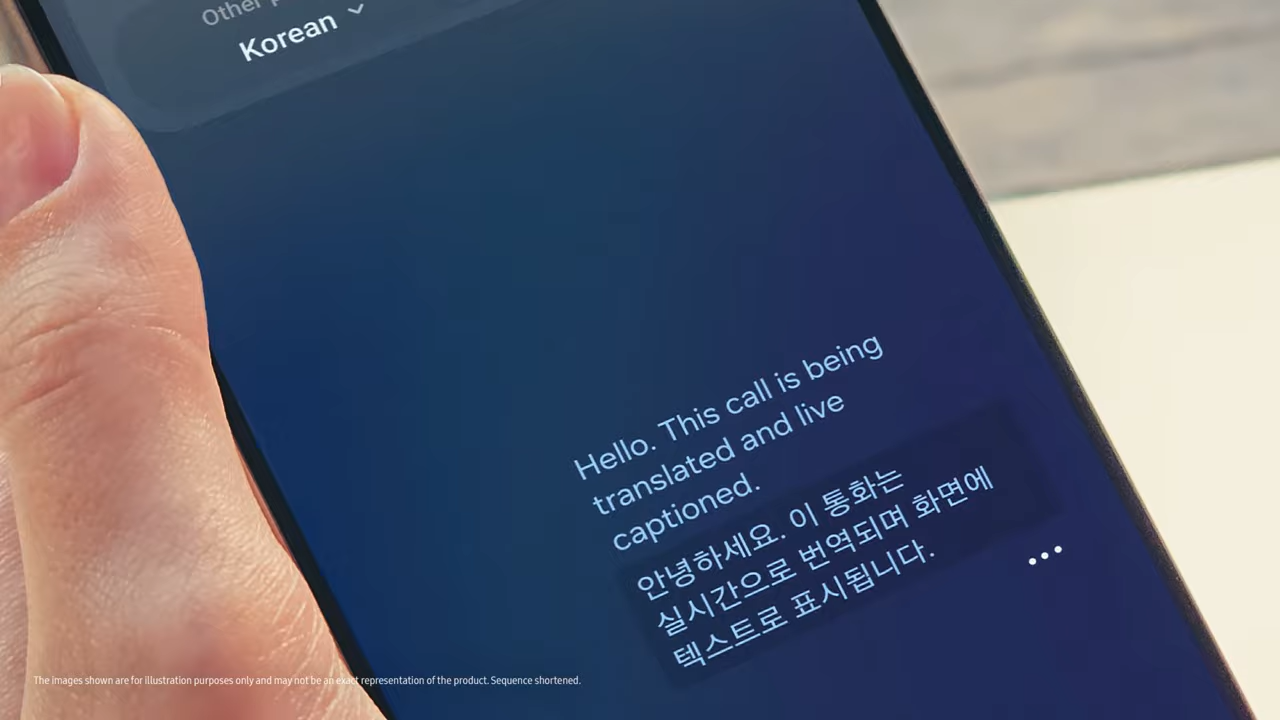 Other
Korean
Hello. This call is being
translated and live
captioned.
안녕하세요. 이 통화는
실시간으로 번역되며 화면에
텍스트로 표시됩니다.
The images shown are for illustration purposes only and may not be an exact representation of the product. Sequence shortened.